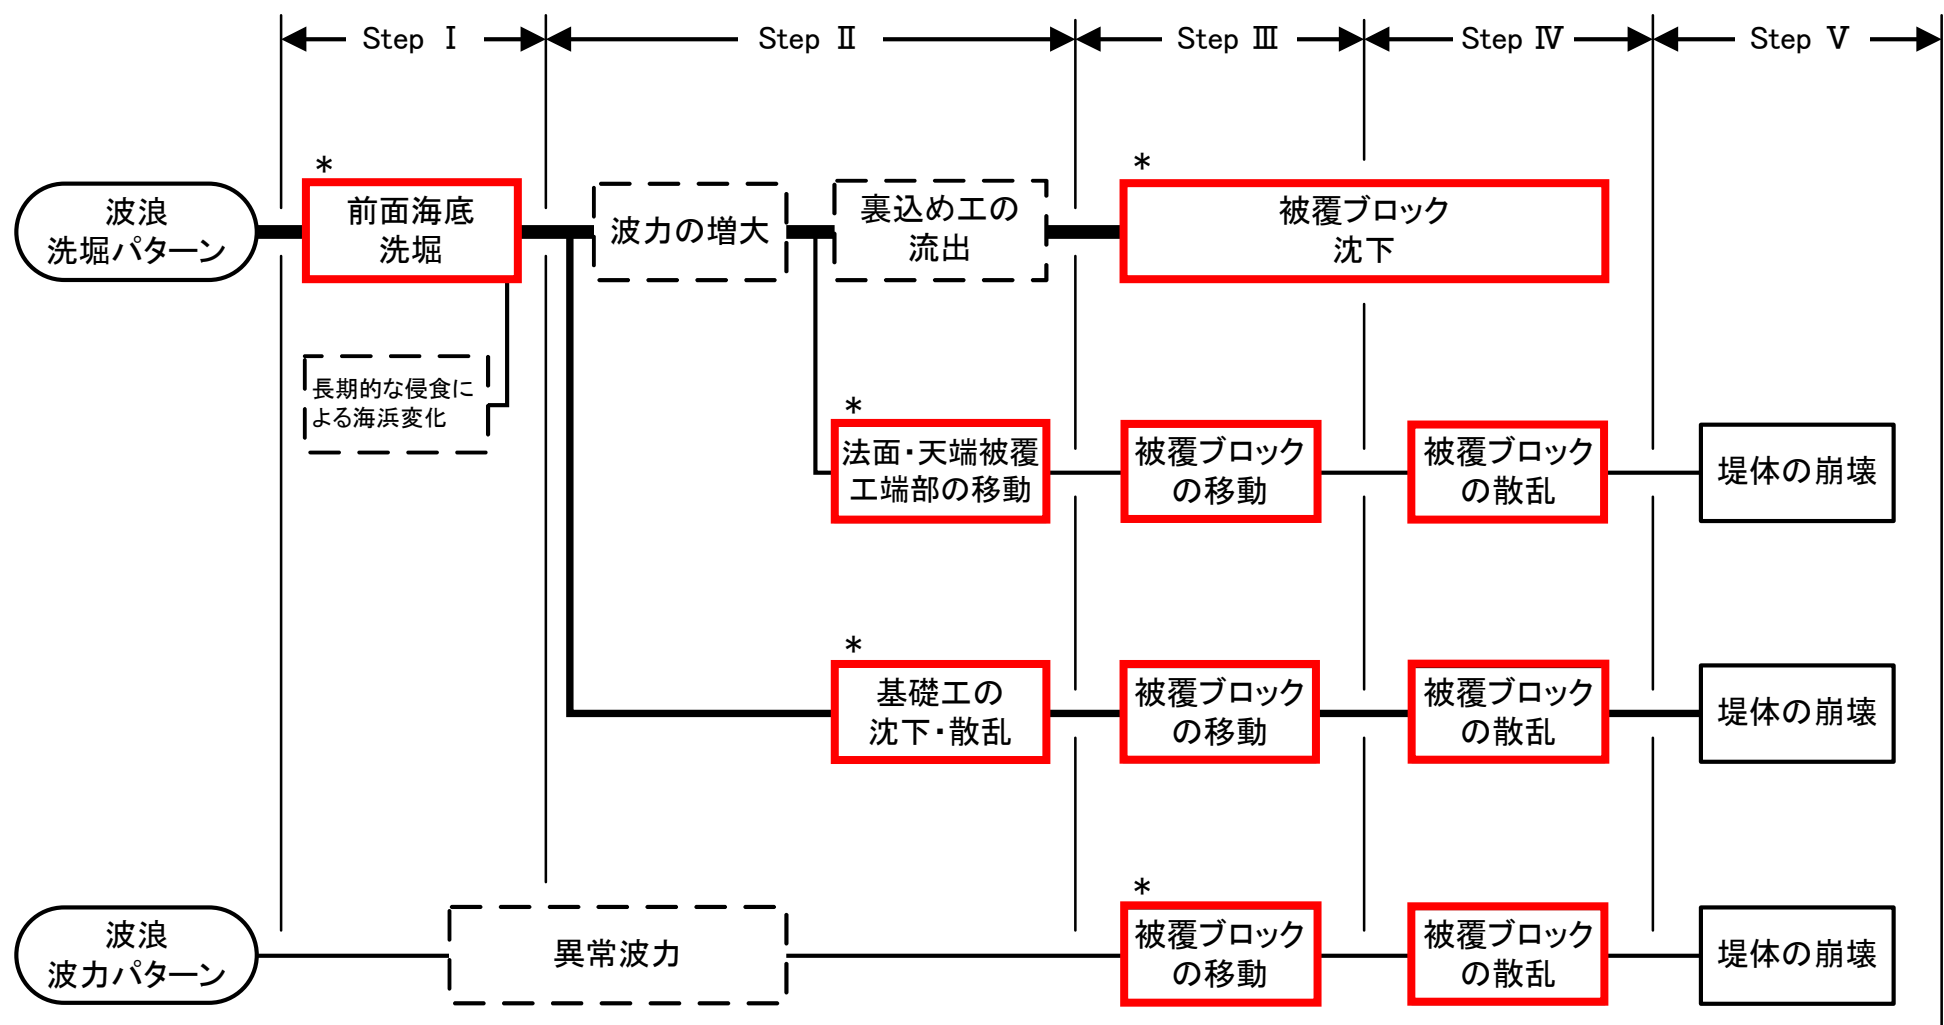 Step Ⅰ
Step Ⅱ
Step Ⅲ
Step Ⅳ
Step Ⅴ
波浪
洗堀パターン
*
前面海底
洗堀
波力の増大
裏込め工の
流出
*
被覆ブロック
沈下
長期的な侵食に
よる海浜変化
*
法面・天端被覆
工端部の移動
被覆ブロック
の移動
被覆ブロック
の散乱
堤体の崩壊
*
基礎工の
沈下・散乱
被覆ブロック
の移動
被覆ブロック
の散乱
堤体の崩壊
波浪
波力パターン
異常波力
*
被覆ブロック
の移動
被覆ブロック
の散乱
堤体の崩壊